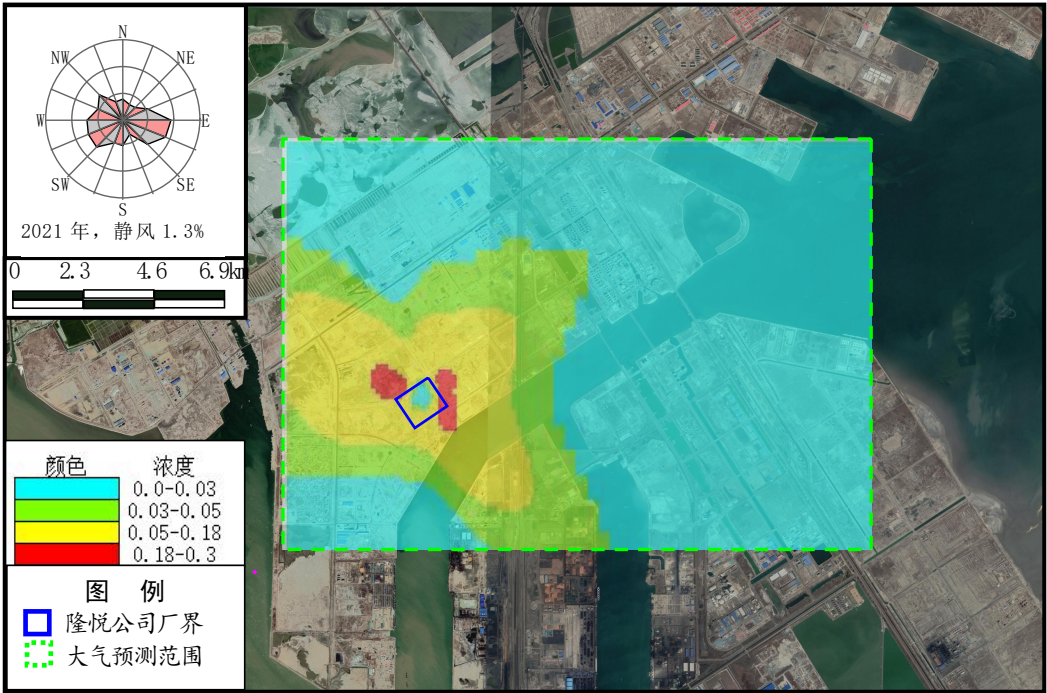 N
NW
NE
W
E
SW
SE
S
2021 年，静风 1.3%
0 2.3 4.6 6.9km
颜色 浓度
0.0-0.03
0.03-0.05
0.05-0.18
0.18-0.3
图 例
隆悦公司厂界
大气预测范围